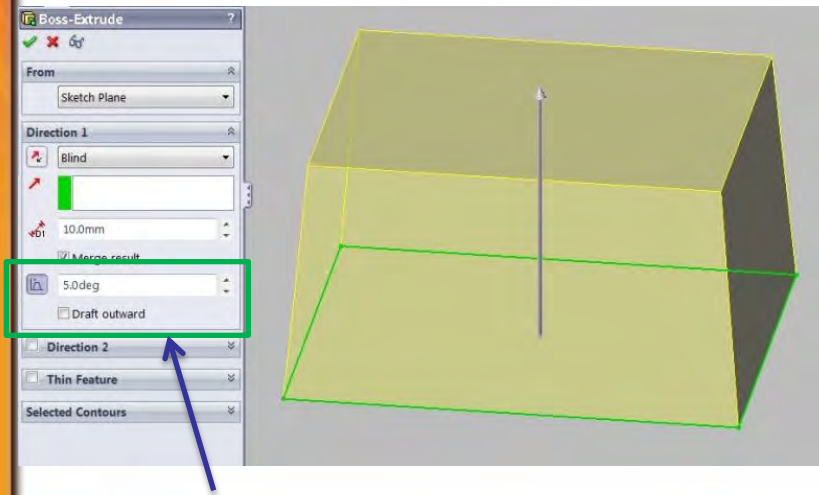 Boss-Extrude ?
From
Sketch Plane
Direction 1
Blind
D1 10.0mm
Merge result
5.0deg
Draft outward
Direction 2
Thin Feature
Selected Contours